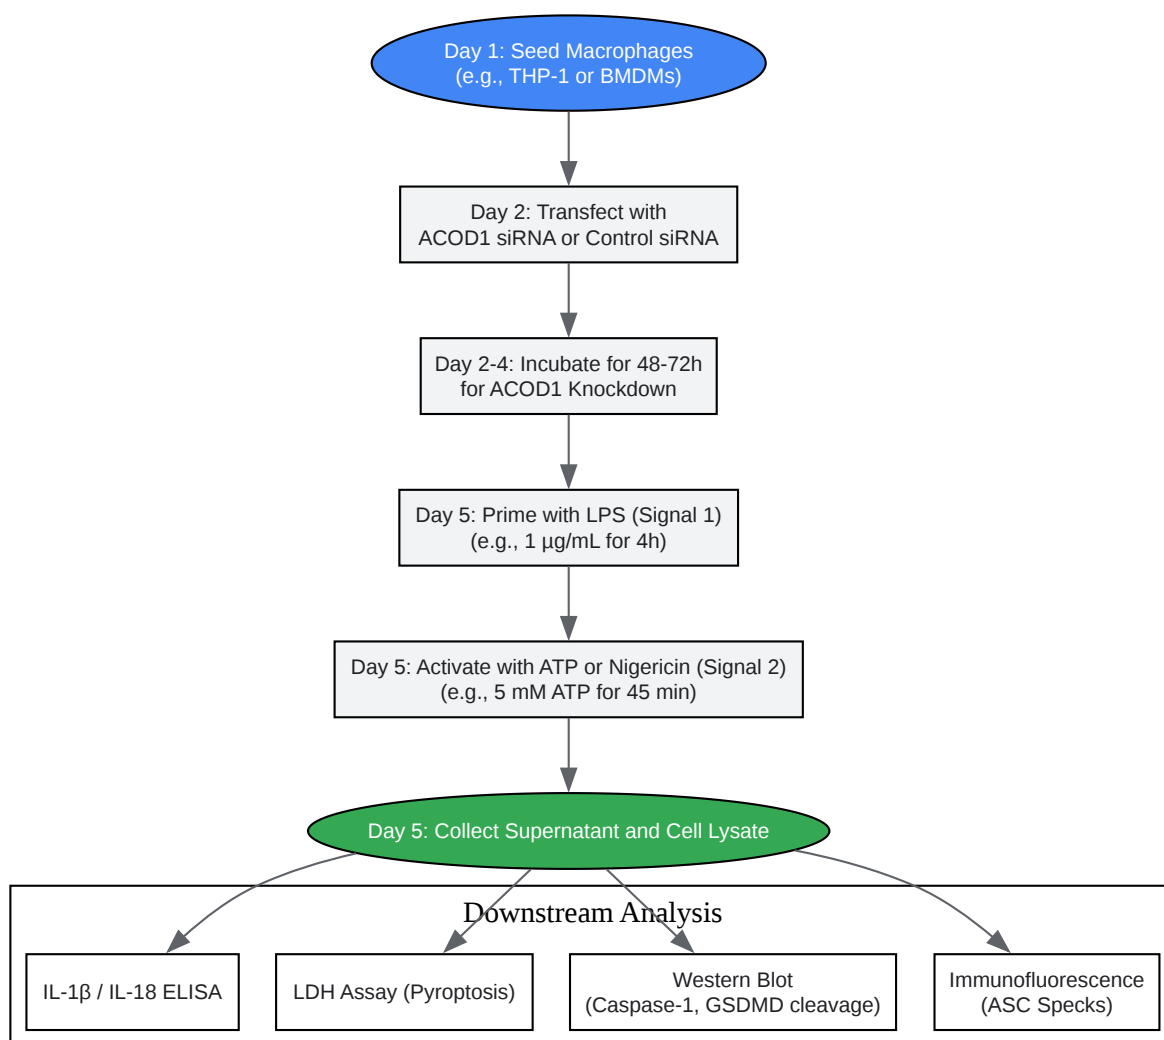 Day 1: Seed Macrophages
(e.g., THP-1 or BMDMs)
Day 2: Transfect with
ACOD1 siRNA or Control siRNA
Day 2-4: Incubate for 48-72h
for ACOD1 Knockdown
Day 5: Prime with LPS (Signal 1)
(e.g., 1 µg/mL for 4h)
Day 5: Activate with ATP or Nigericin (Signal 2)
(e.g., 5 mM ATP for 45 min)
Day 5: Collect Supernatant and Cell Lysate
Downstream Analysis
IL-1β / IL-18 ELISA
LDH Assay (Pyroptosis)
Western Blot
(Caspase-1, GSDMD cleavage)
Immunofluorescence
(ASC Specks)